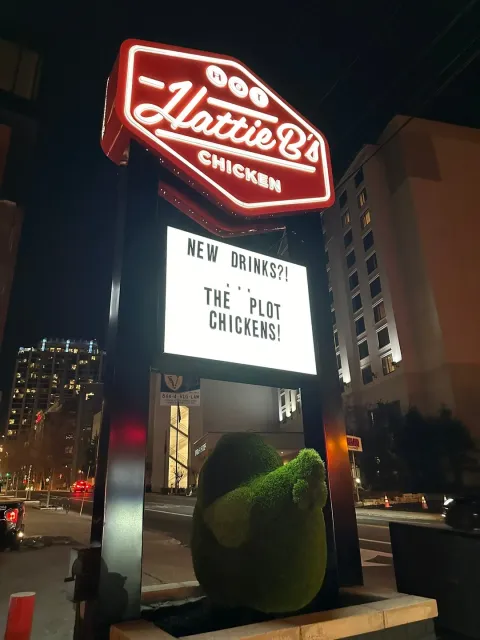 HOT
Hattie B's
CHICKEN
NEW DRINKS?!
...
THE PLOT
CHICKENS!